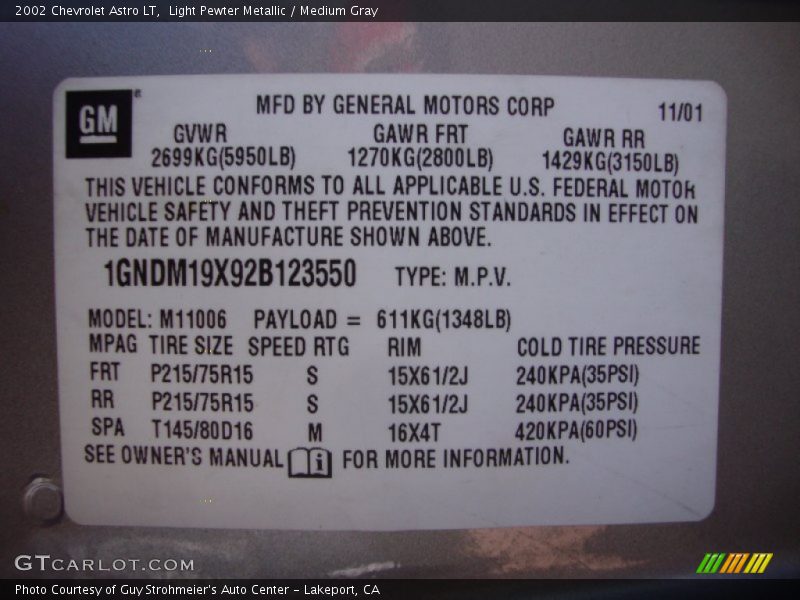 2002 Chevrolet Astro LT,  Light Pewter Metallic / Medium Gray
GM®
MFD BY GENERAL MOTORS CORP 11/01
GVWR GAWR FRT GAWR RR
2699KG(5950LB) 1270KG(2800LB) 1429KG(3150LB)
THIS VEHICLE CONFORMS TO ALL APPLICABLE U.S. FEDERAL MOTOR
VEHICLE SAFETY AND THEFT PREVENTION STANDARDS IN EFFECT ON
THE DATE OF MANUFACTURE SHOWN ABOVE.
1GNDM19X92B123550 TYPE: M.P.V.
MODEL: M11006 PAYLOAD = 611KG(1348LB)
MPAG TIRE SIZE SPEED RTG RIM COLD TIRE PRESSURE
FRT P215/75R15 S 15X61/2J 240KPA(35PSI)
RR P215/75R15 S 15X61/2J 240KPA(35PSI)
SPA T145/80D16 M 16X4T 420KPA(60PSI)
SEE OWNER'S MANUAL i FOR MORE INFORMATION.
GTCARLOT.COM
Photo Courtesy of Guy Strohmeier's Auto Center – Lakeport, CA